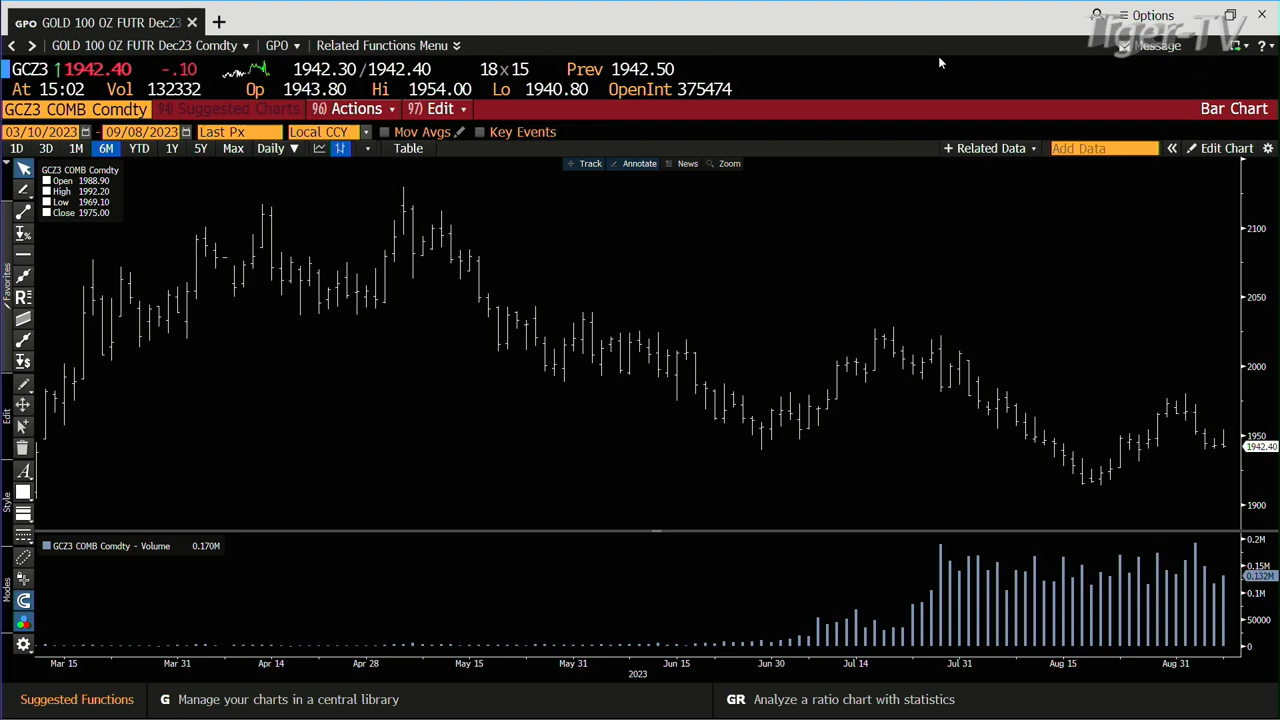 GPO GOLD 100 OZ FUTR Dec23
Options
Tiger-TV
GOLD 100 OZ FUTR Dec23 Comdty GPO Related Functions Menu
Message
GCZ3 ↑1942.40 -.10 1942.30/1942.40 18x15 Prev 1942.50
At 15:02 Vol 132332 Op 1943.80 Hi 1954.00 Lo 1940.80 OpenInt 375474
GCZ3 COMB Comdty 94) Suggested Charts 96) Actions 97) Edit Bar Chart
03/10/2023 - 09/08/2023 Last Px Local CCY Mov Avgs Key Events
1D 3D 1M 6M YTD 1Y 5Y Max Daily ▼ Table + Related Data Add Data « Edit Chart
Track Annotate News Zoom
GCZ3 COMB Comdty
Open 1988.90
High 1992.20
Low 1969.10
Close 1975.00
Favorites
Edit
Style
Modes
2100
2050
2000
1950
1942.40
1900
GCZ3 COMB Comdty - Volume 0.170M
0.2M
0.15M
0.132M
0.1M
50000
0
Mar 15 Mar 31 Apr 14 Apr 28 May 15 May 31 Jun 15 Jun 30 Jul 14 Jul 31 Aug 15 Aug 31
2023
Suggested Functions G Manage your charts in a central library GR Analyze a ratio chart with statistics